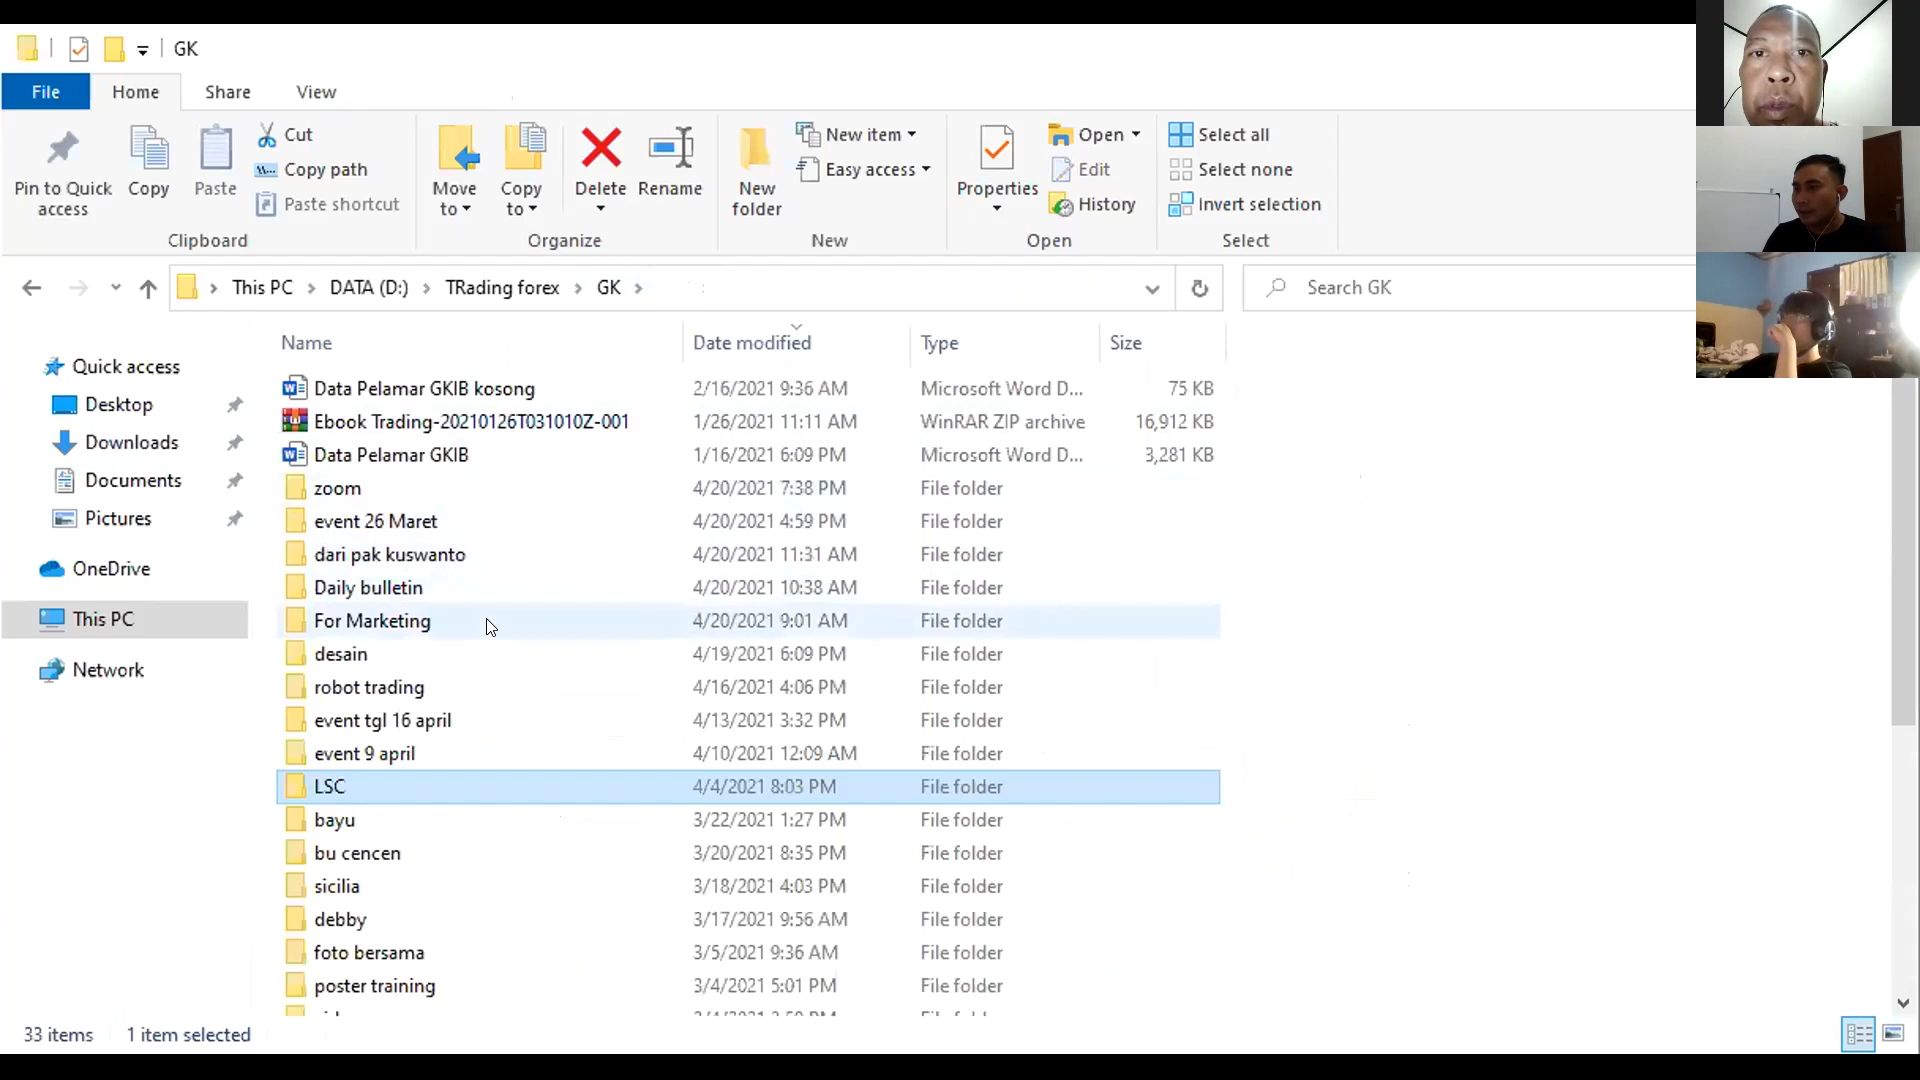 GK
File Home Share View
Pin to Quick access
Copy
Paste
Cut
Copy path
Paste shortcut
Clipboard
Move to
Copy to
Delete
Rename
Organize
New folder
New item
Easy access
New
Properties
Open
Edit
History
Open
Select all
Select none
Invert selection
Select
This PC > DATA (D:) > TRading forex > GK >
Search GK
Quick access
Desktop
Downloads
Documents
Pictures
OneDrive
This PC
Network
Name Date modified Type Size
Data Pelamar GKIB kosong 2/16/2021 9:36 AM Microsoft Word D... 75 KB
Ebook Trading-20210126T031010Z-001 1/26/2021 11:11 AM WinRAR ZIP archive 16,912 KB
Data Pelamar GKIB 1/16/2021 6:09 PM Microsoft Word D... 3,281 KB
zoom 4/20/2021 7:38 PM File folder
event 26 Maret 4/20/2021 4:59 PM File folder
dari pak kuswanto 4/20/2021 11:31 AM File folder
Daily bulletin 4/20/2021 10:38 AM File folder
For Marketing 4/20/2021 9:01 AM File folder
desain 4/19/2021 6:09 PM File folder
robot trading 4/16/2021 4:06 PM File folder
event tgl 16 april 4/13/2021 3:32 PM File folder
event 9 april 4/10/2021 12:09 AM File folder
LSC 4/4/2021 8:03 PM File folder
bayu 3/22/2021 1:27 PM File folder
bu cencen 3/20/2021 8:35 PM File folder
sicilia 3/18/2021 4:03 PM File folder
debby 3/17/2021 9:56 AM File folder
foto bersama 3/5/2021 9:36 AM File folder
poster training 3/4/2021 5:01 PM File folder
33 items 1 item selected